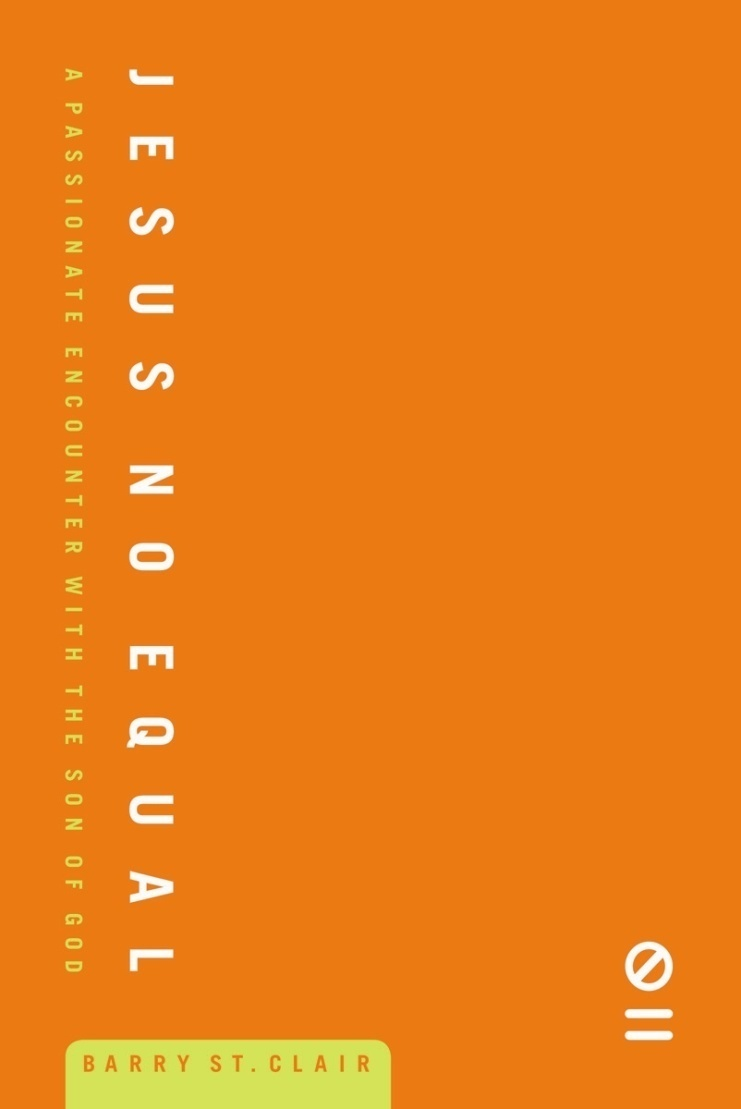 JESUS NO EQUAL
A PASSIONATE ENCOUNTER WITH THE SON OF GOD
BARRY ST. CLAIR